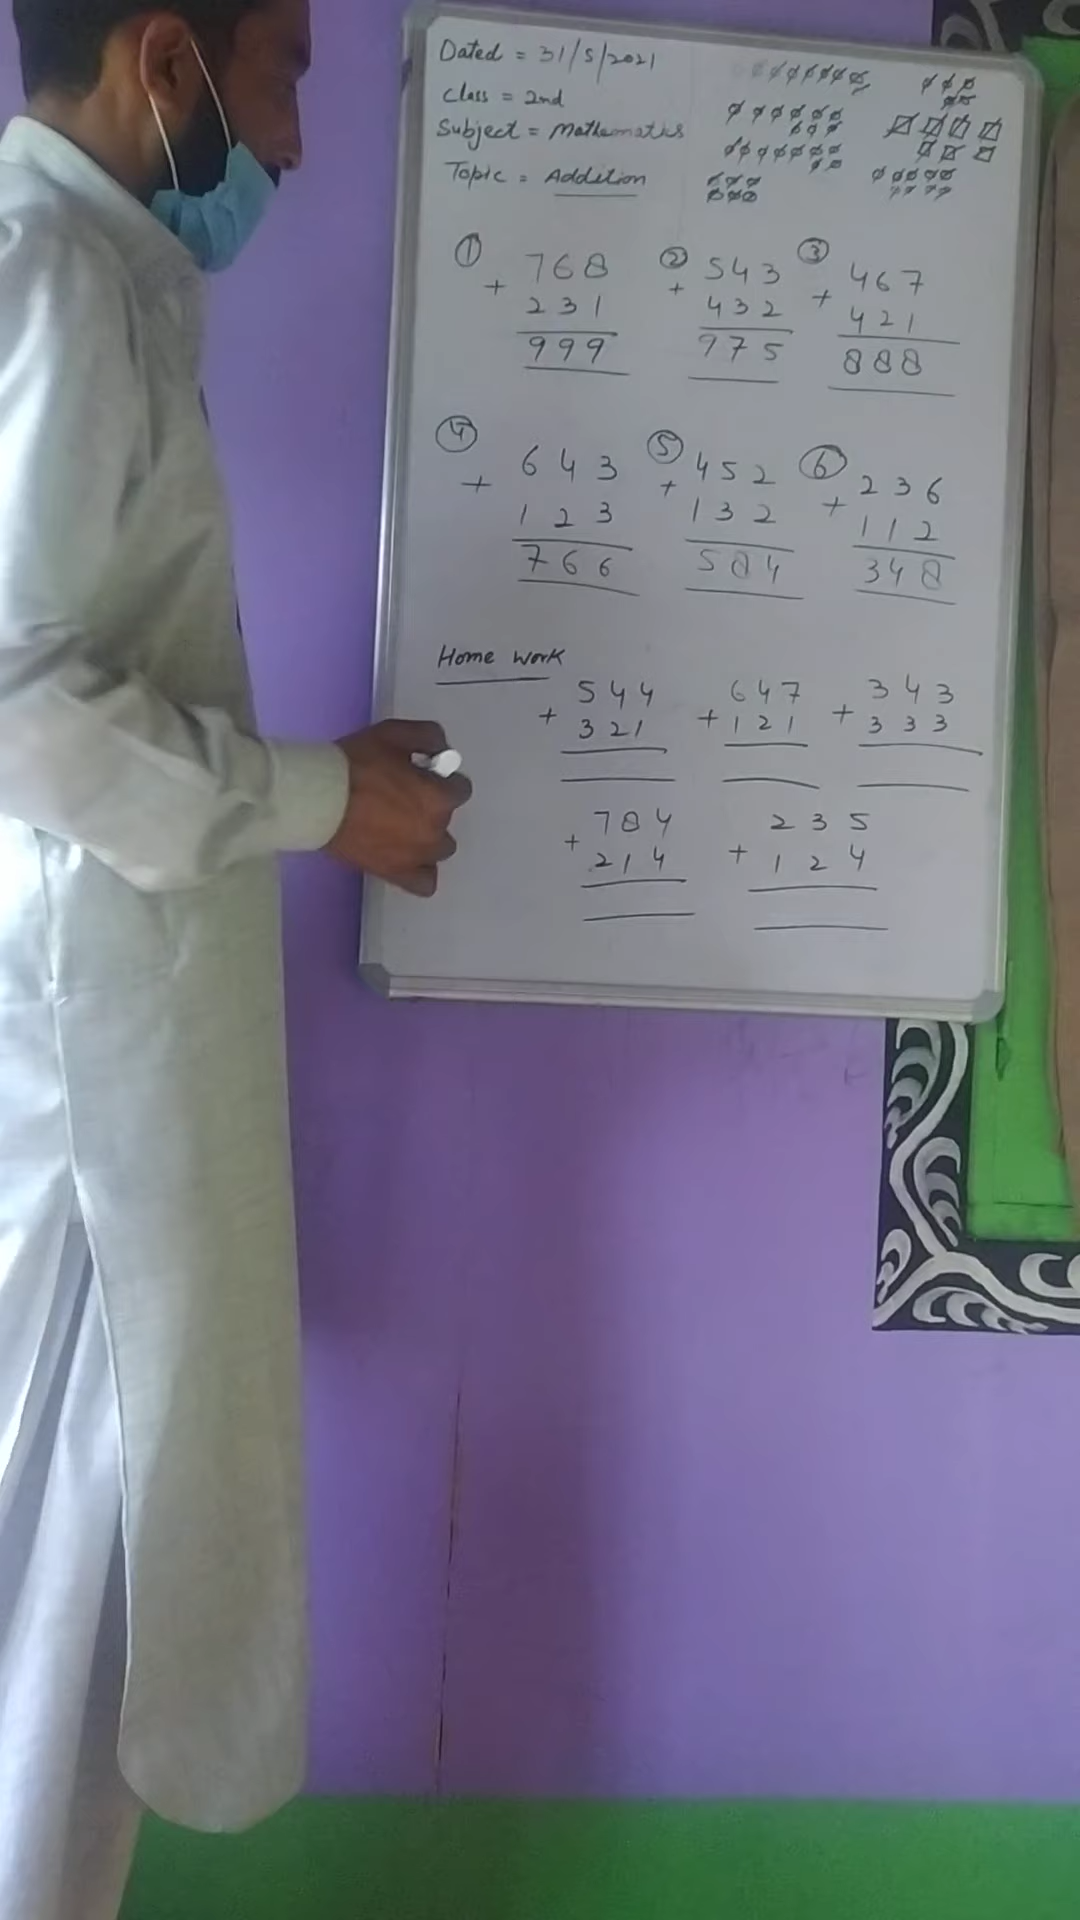 Dated = 31/5/2021
Class = 2nd
Subject = Mathematics
Topic = Addition
① ② ③
768 543 467
+ + +
231 432 421
999 975 888
④ ⑤ ⑥
643 452 236
+ + +
123 132 112
766 584 348
Home work
544 647 343
+ 321 + 121 + 333
784 235
+ 214 + 124